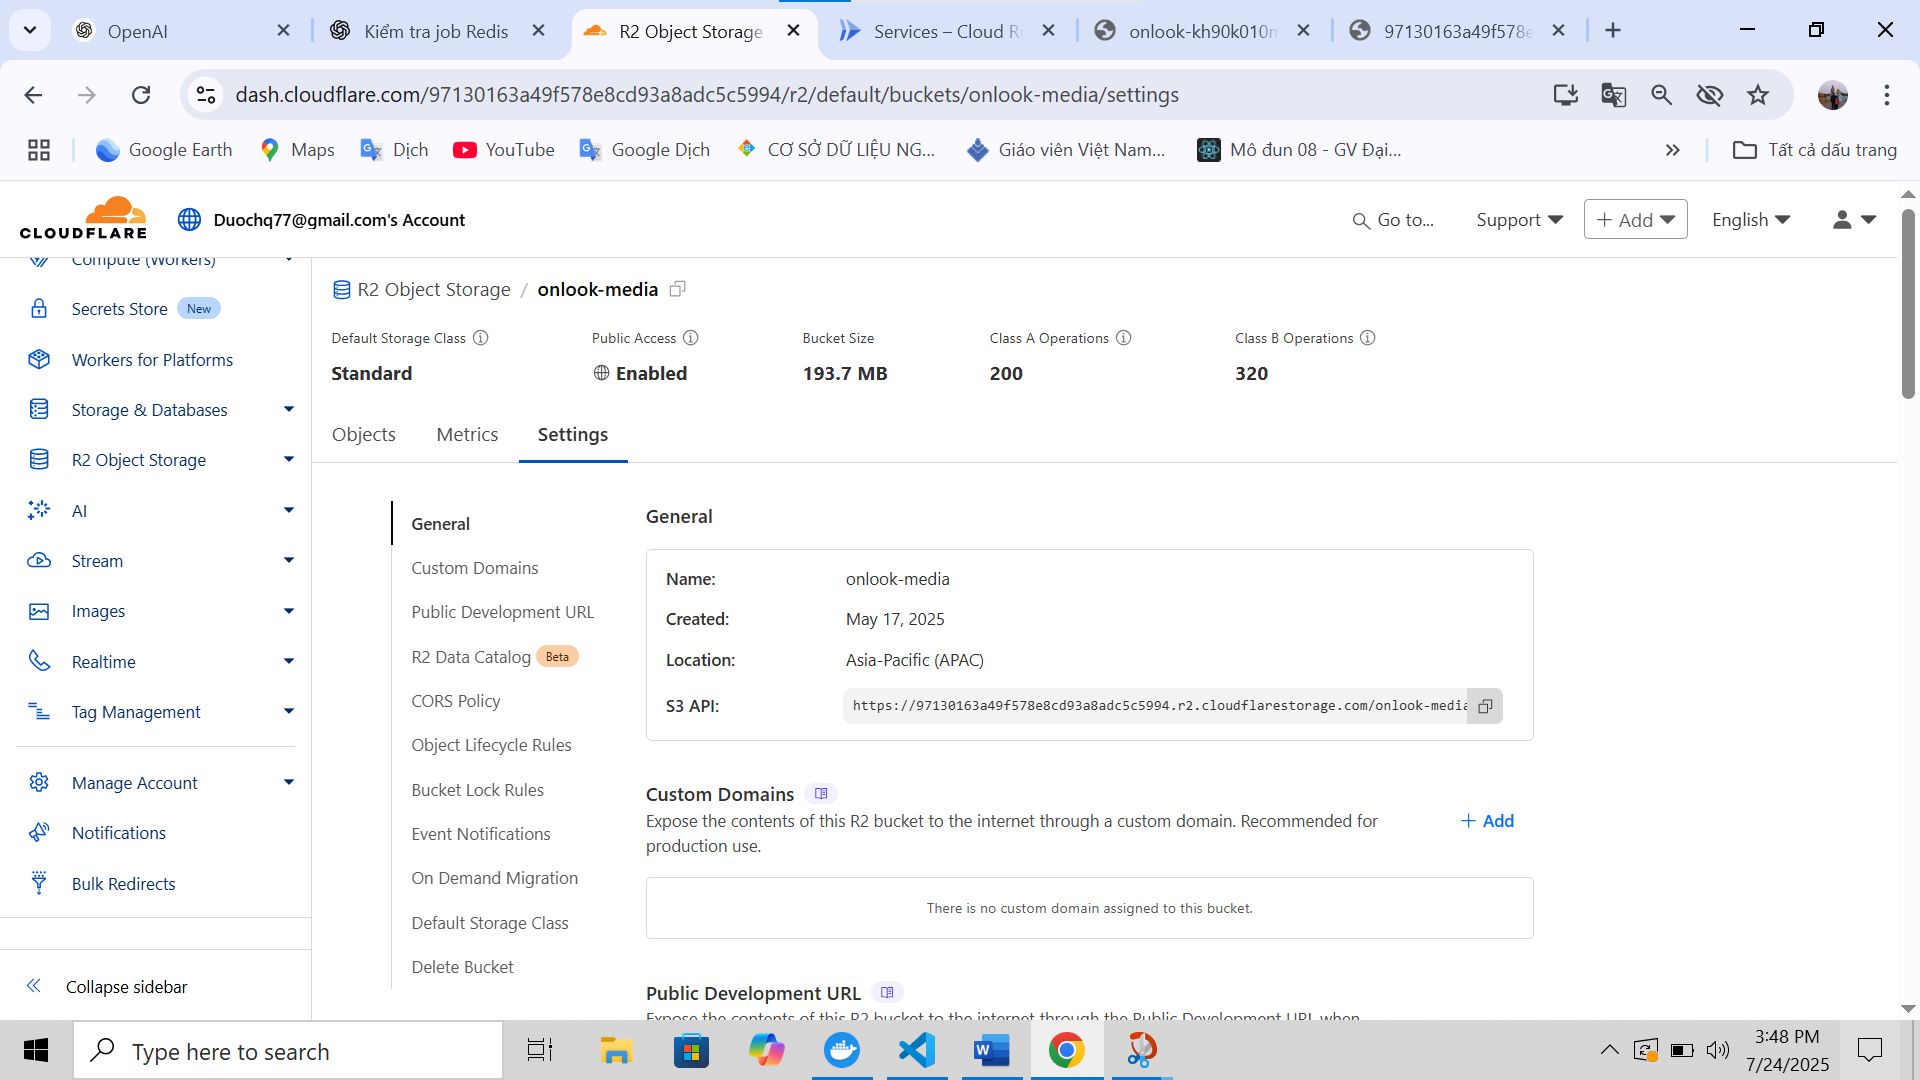 OpenAI
Kiểm tra job Redis
R2 Object Storage
Services – Cloud R
onlook-kh90k010m
97130163a49f578e
dash.cloudflare.com/97130163a49f578e8cd93a8adc5c5994/r2/default/buckets/onlook-media/settings
Google Earth
Maps
Dịch
YouTube
Google Dịch
CƠ SỞ DỮ LIỆU NG...
Giáo viên Việt Nam...
Mô đun 08 - GV Đại...
Tất cả dấu trang
CLOUDFLARE
Duochq77@gmail.com's Account
Go to...
Support
+ Add
English
Compute (Workers)
Secrets Store New
Workers for Platforms
Storage & Databases
R2 Object Storage
AI
Stream
Images
Realtime
Tag Management
Manage Account
Notifications
Bulk Redirects
Collapse sidebar
R2 Object Storage / onlook-media
Default Storage Class
Standard
Public Access
Enabled
Bucket Size
193.7 MB
Class A Operations
200
Class B Operations
320
Objects
Metrics
Settings
General
Custom Domains
Public Development URL
R2 Data Catalog Beta
CORS Policy
Object Lifecycle Rules
Bucket Lock Rules
Event Notifications
On Demand Migration
Default Storage Class
Delete Bucket
General
Name: onlook-media
Created: May 17, 2025
Location: Asia-Pacific (APAC)
S3 API: https://97130163a49f578e8cd93a8adc5c5994.r2.cloudflarestorage.com/onlook-media
Custom Domains
Expose the contents of this R2 bucket to the internet through a custom domain. Recommended for
production use.
+ Add
There is no custom domain assigned to this bucket.
Public Development URL
Expose the contents of this R2 bucket to the internet through the Public Development URL when
Type here to search
3:48 PM
7/24/2025